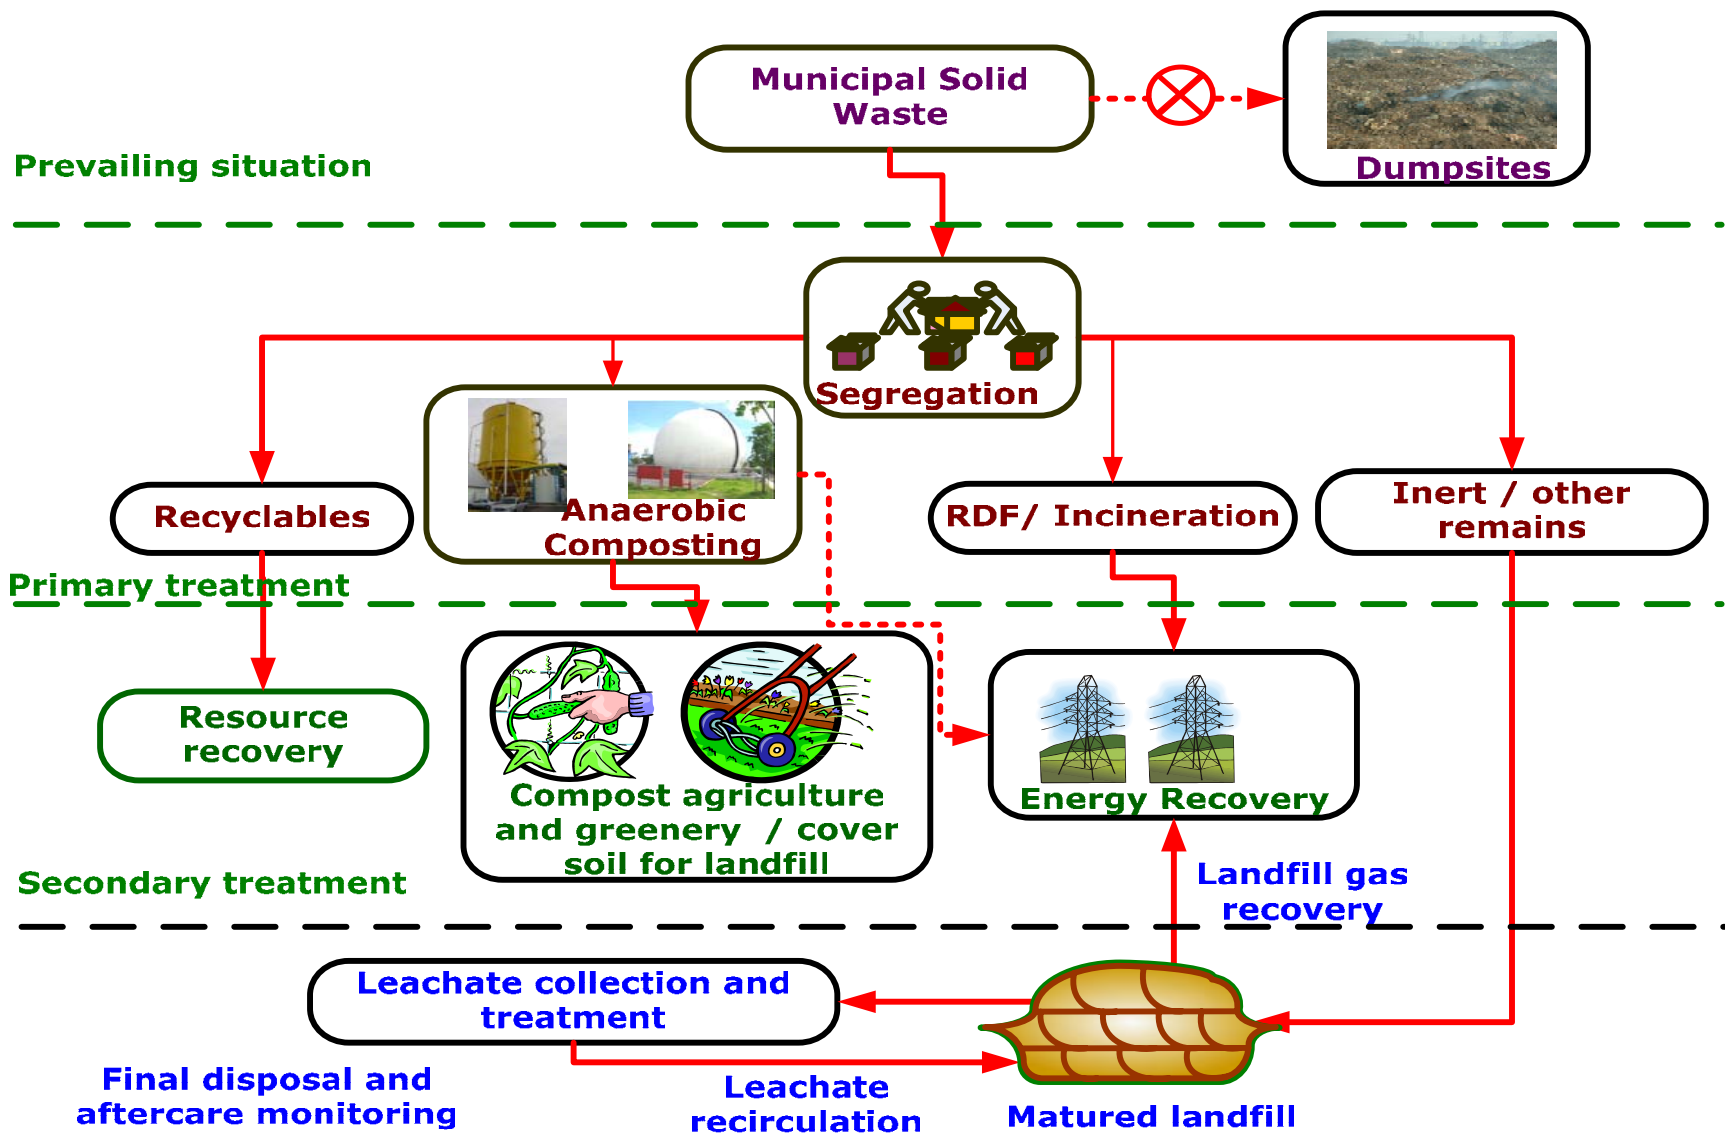 Municipal Solid
Waste
Dumpsites
Prevailing situation
Segregation
Recyclables
Anaerobic
Composting
RDF/ Incineration
Inert / other
remains
Primary treatment
Resource
recovery
Compost agriculture
and greenery / cover
soil for landfill
Energy Recovery
Secondary treatment
Landfill gas
recovery
Leachate collection and
treatment
Final disposal and
aftercare monitoring
Leachate
recirculation
Matured landfill